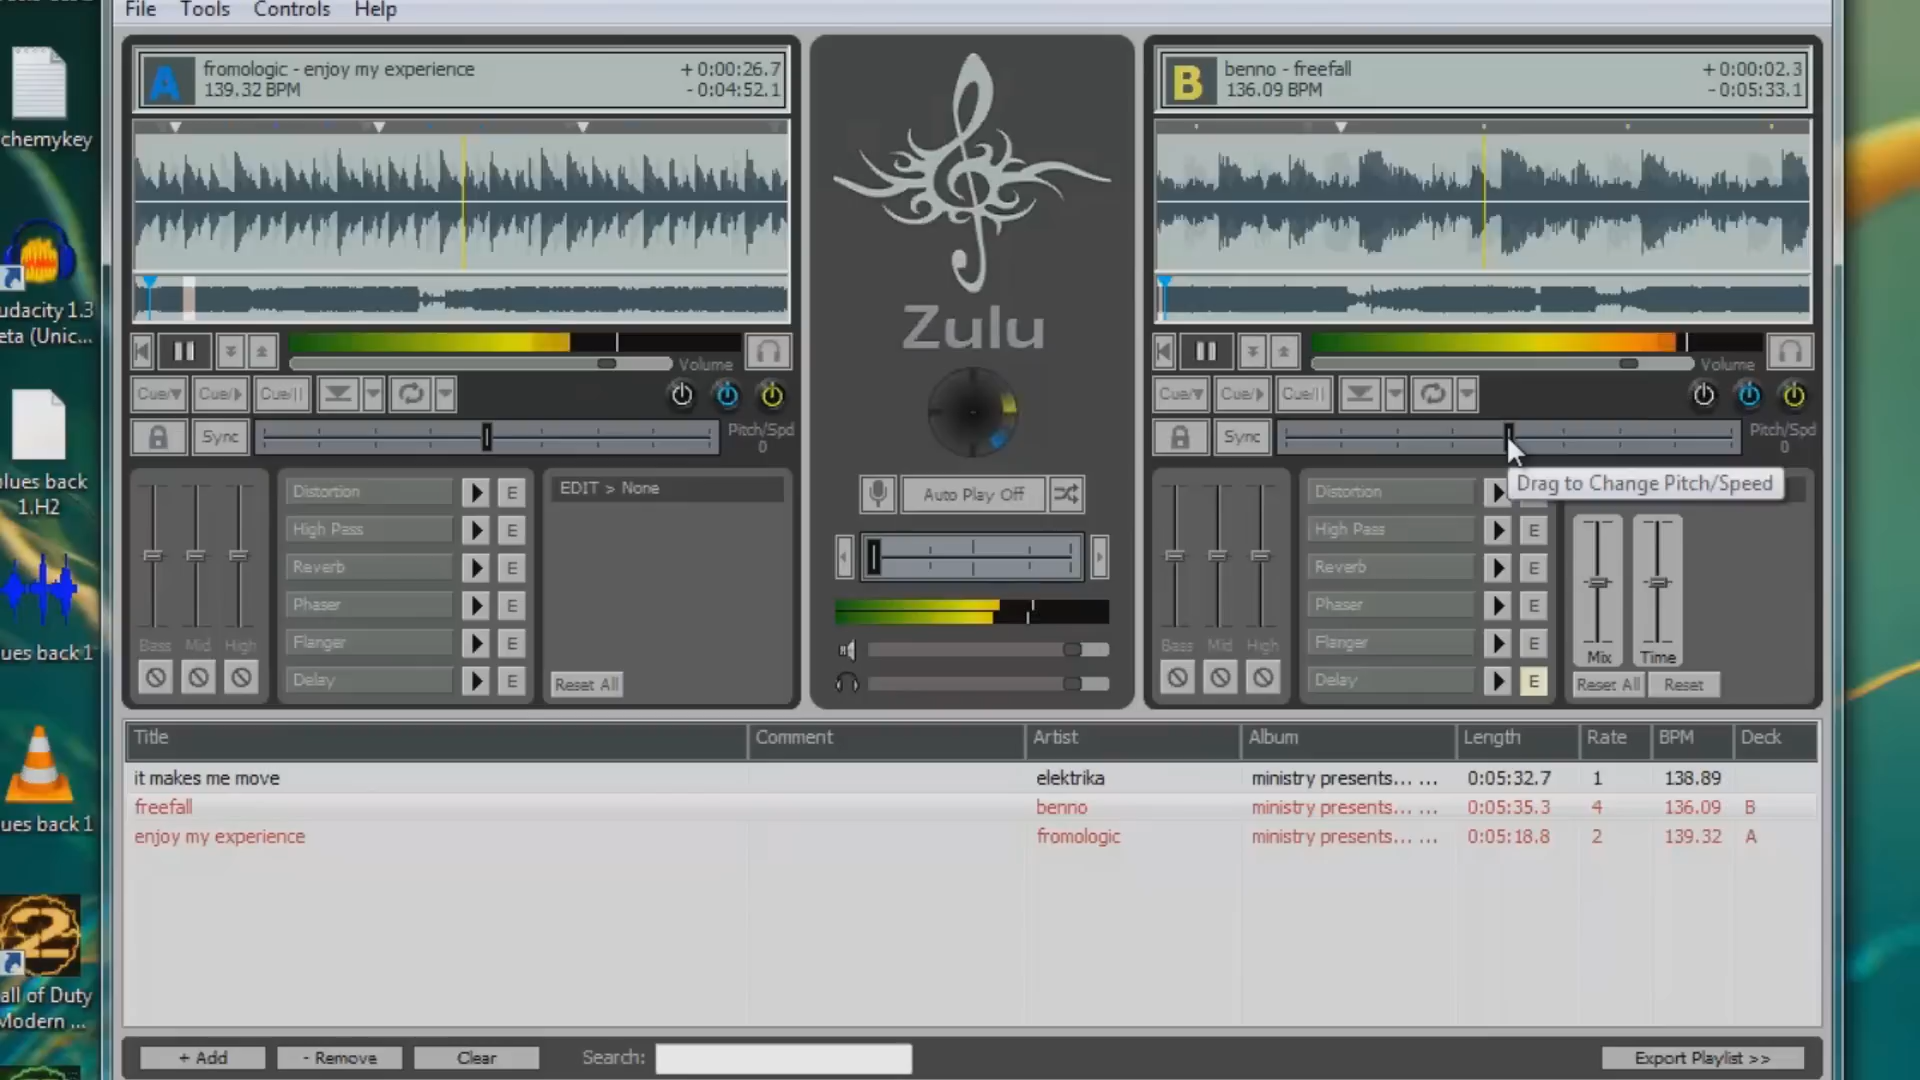 File Tools Controls Help
chemykey
A
fromologic - enjoy my experience
+ 0:00:26.7
139.32 BPM
- 0:04:52.1
B
benno - freefall
+ 0:00:02.3
136.09 BPM
- 0:05:33.1
udacity 1.3
eta (Unic...
Zulu
Volume
Volume
Cue/▼ Cue/▶ Cue/||
Cue/▼ Cue/▶ Cue/||
Sync
Pitch/Spd
0
Sync
Pitch/Spd
0
Drag to Change Pitch/Speed
lues back
1.H2
Distortion E
High Pass E
Reverb E
Phaser E
Flanger E
Delay E
EDIT > None
Reset All
Bass Mid High
Auto Play Off
Distortion
High Pass E
Reverb E
Phaser E
Flanger E
Delay E
Bass Mid High
Mix Time
Reset All Reset
ues back 1
Title Comment Artist Album Length Rate BPM Deck
it makes me move elektrika ministry presents... ... 0:05:32.7 1 138.89
freefall benno ministry presents... ... 0:05:35.3 4 136.09 B
enjoy my experience fromologic ministry presents... ... 0:05:18.8 2 139.32 A
ues back 1
2
all of Duty
Modern ...
+ Add - Remove Clear Search: Export Playlist >>